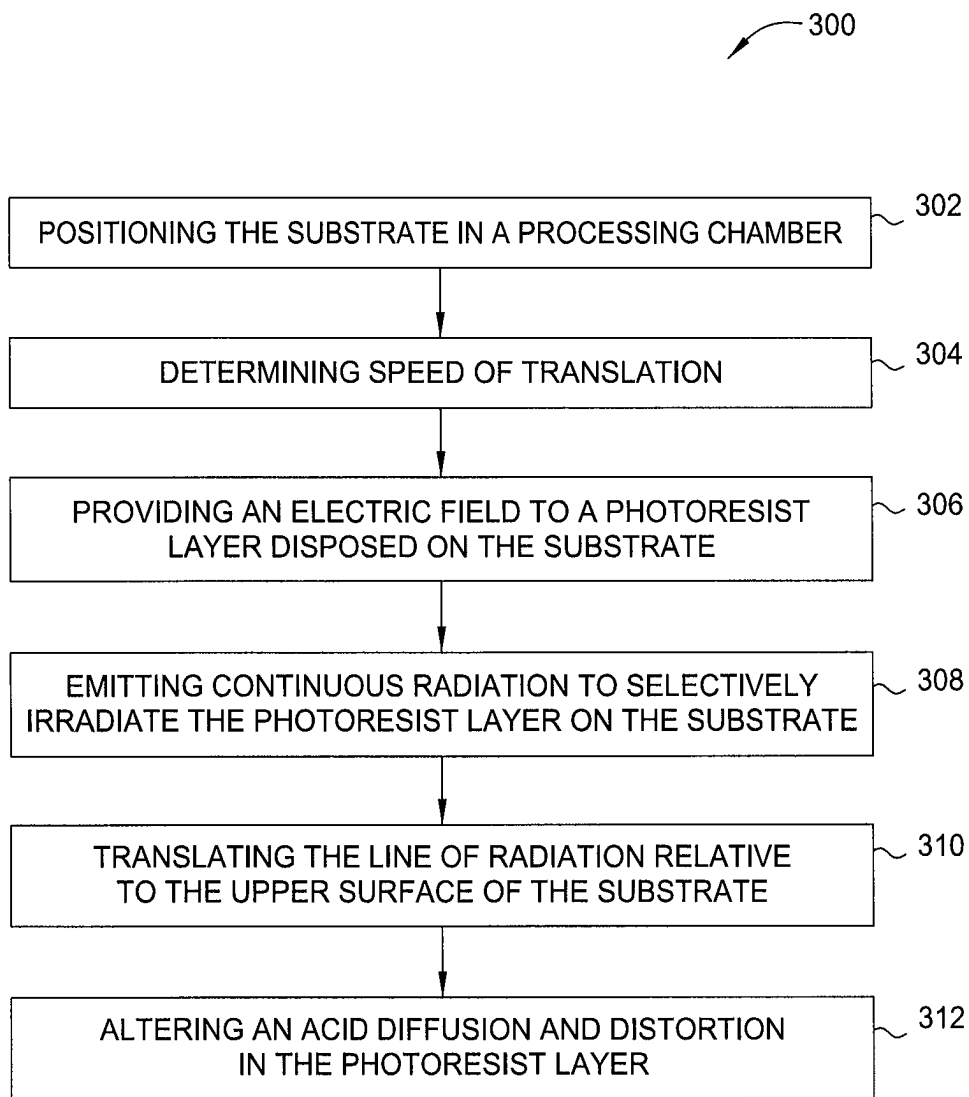 300
POSITIONING THE SUBSTRATE IN A PROCESSING CHAMBER
302
DETERMINING SPEED OF TRANSLATION
304
PROVIDING AN ELECTRIC FIELD TO A PHOTORESIST
LAYER DISPOSED ON THE SUBSTRATE
306
EMITTING CONTINUOUS RADIATION TO SELECTIVELY
IRRADIATE THE PHOTORESIST LAYER ON THE SUBSTRATE
308
TRANSLATING THE LINE OF RADIATION RELATIVE
TO THE UPPER SURFACE OF THE SUBSTRATE
310
ALTERING AN ACID DIFFUSION AND DISTORTION
IN THE PHOTORESIST LAYER
312